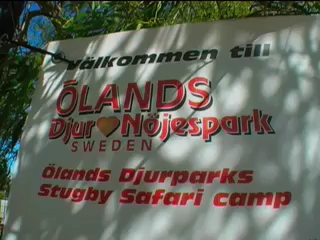 välkommen till
ÖLANDS
Djur Nöjespark
SWEDEN
Ölands Djurparks
Stugby Safari camp